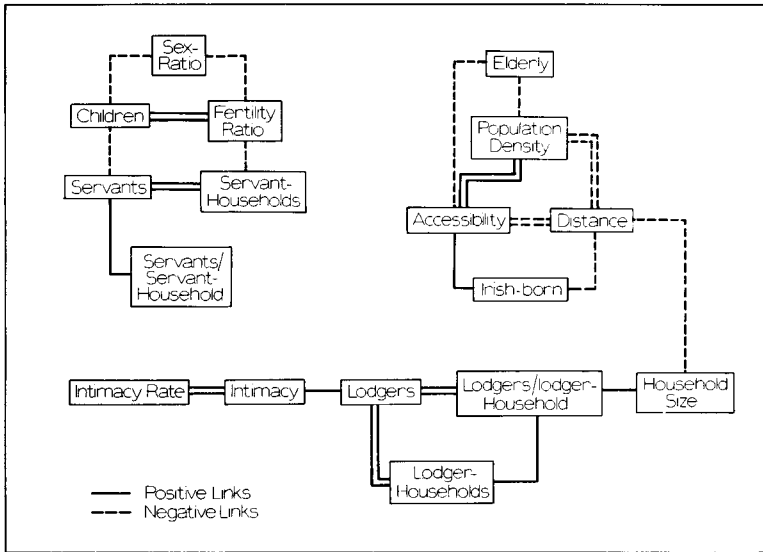 Sex-
Ratio
Elderly
Children
Fertility
Ratio
Population
Density
Servants
Servant-
Households
Accessibility
Distance
Servants/
Servant-
Household
Irish-born
Intimacy Rate
Intimacy
Lodgers
Lodgers/lodger-
Household
Household
Size
Lodger-
Households
Positive Links
Negative Links